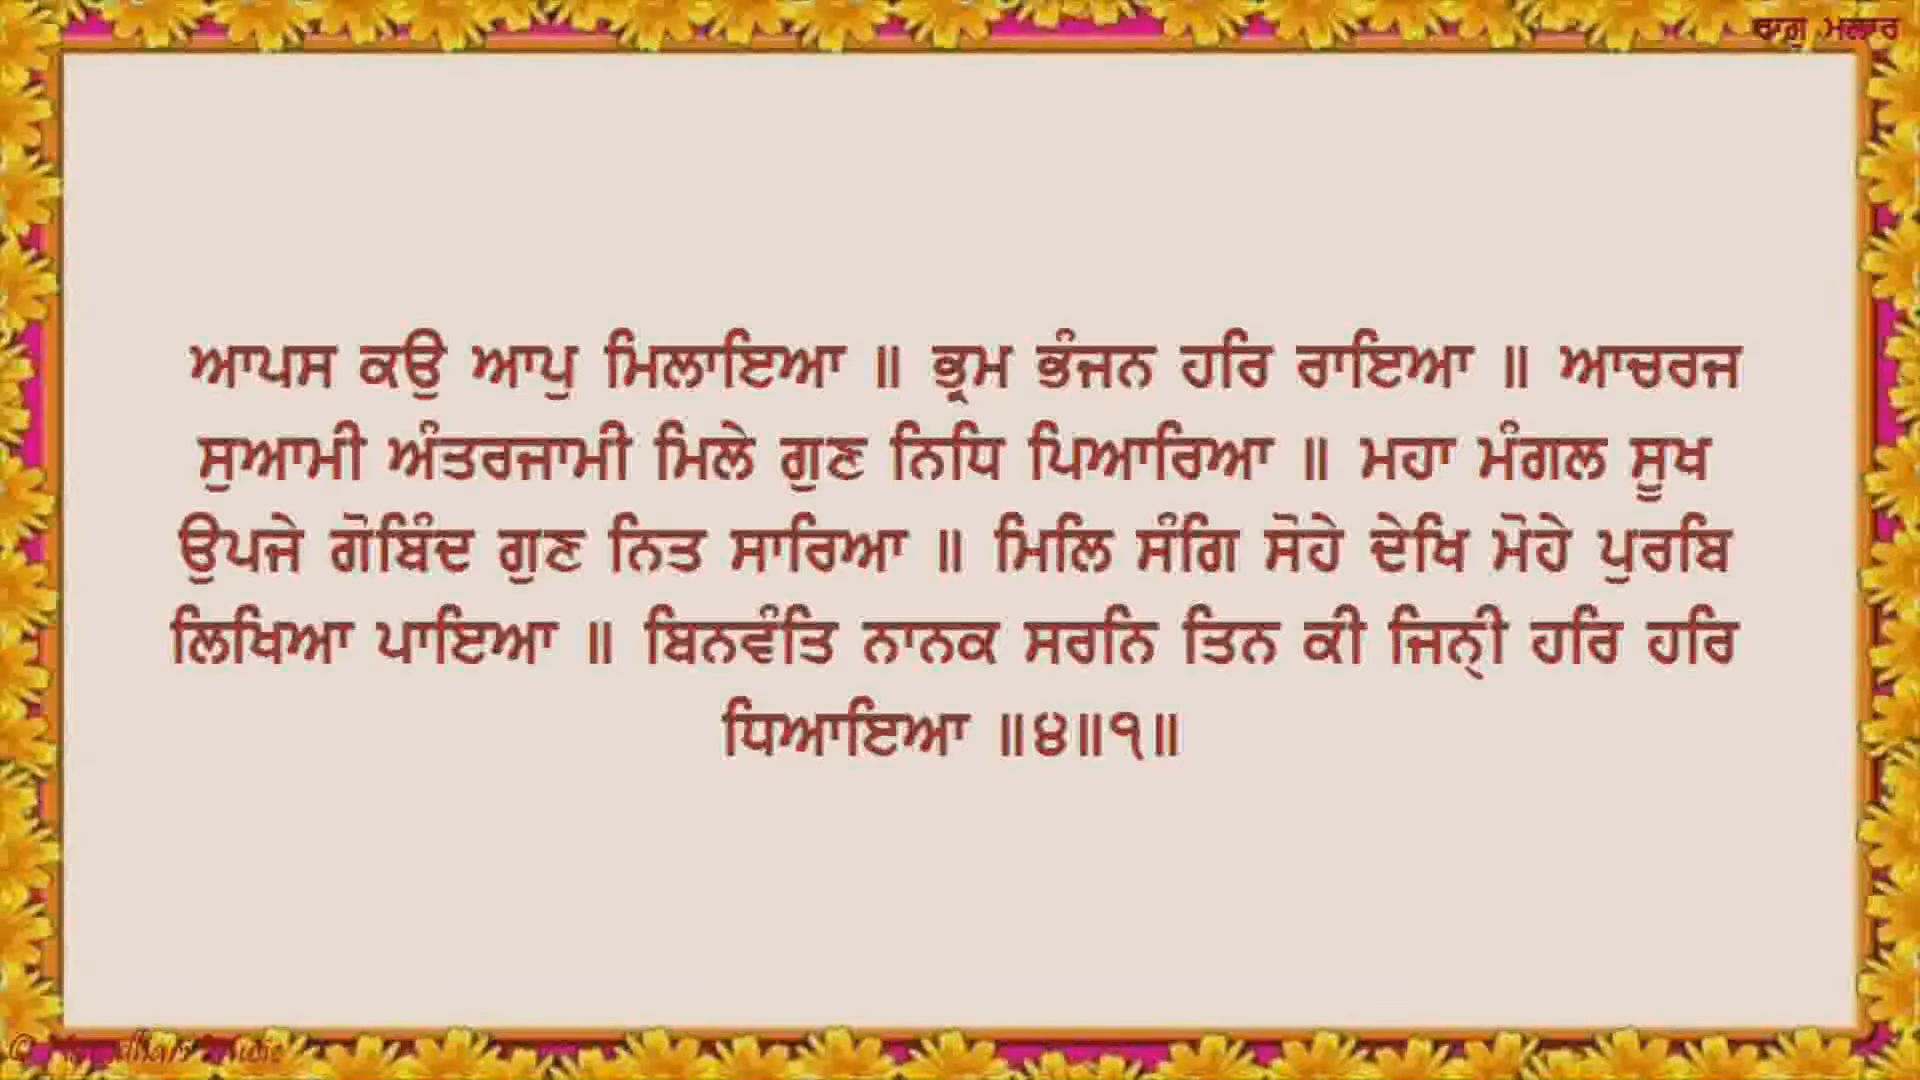 ਰਾਗੁ ਮਲਾਰ
ਆਪਸ ਕਉ ਆਪੁ ਮਿਲਾਇਆ ॥ ਭ੍ਰਮ ਭੰਜਨ ਹਰਿ ਰਾਇਆ ॥ ਆਚਰਜ
ਸੁਆਮੀ ਅੰਤਰਜਾਮੀ ਮਿਲੇ ਗੁਣ ਨਿਧਿ ਪਿਆਰਿਆ ॥ ਮਹਾ ਮੰਗਲ ਸੂਖ
ਉਪਜੇ ਗੋਬਿੰਦ ਗੁਣ ਨਿਤ ਸਾਰਿਆ ॥ ਮਿਲਿ ਸੰਗਿ ਸੋਹੇ ਦੇਖਿ ਮੋਹੇ ਪੁਰਬਿ
ਲਿਖਿਆ ਪਾਇਆ ॥ ਬਿਨਵੰਤਿ ਨਾਨਕ ਸਰਨਿ ਤਿਨ ਕੀ ਜਿਨੑੀ ਹਰਿ ਹਰਿ
ਧਿਆਇਆ ॥੪॥੧॥